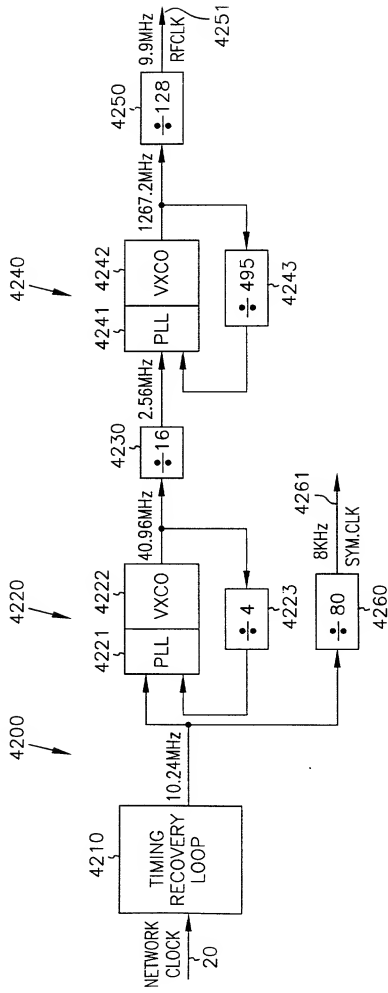 4200
4210
TIMING
RECOVERY
LOOP
NETWORK
CLOCK
20
10.24MHz
4220
4221
4222
PLL
VXCO
÷ 4
4223
40.96MHz
4230
÷16
2.56MHz
÷ 80
4260
8KHz
SYM.CLK
4261
4240
4241
4242
PLL
VXCO
÷ 495
4243
1267.2MHz
4250
÷128
9.9MHz
RFCLK
4251